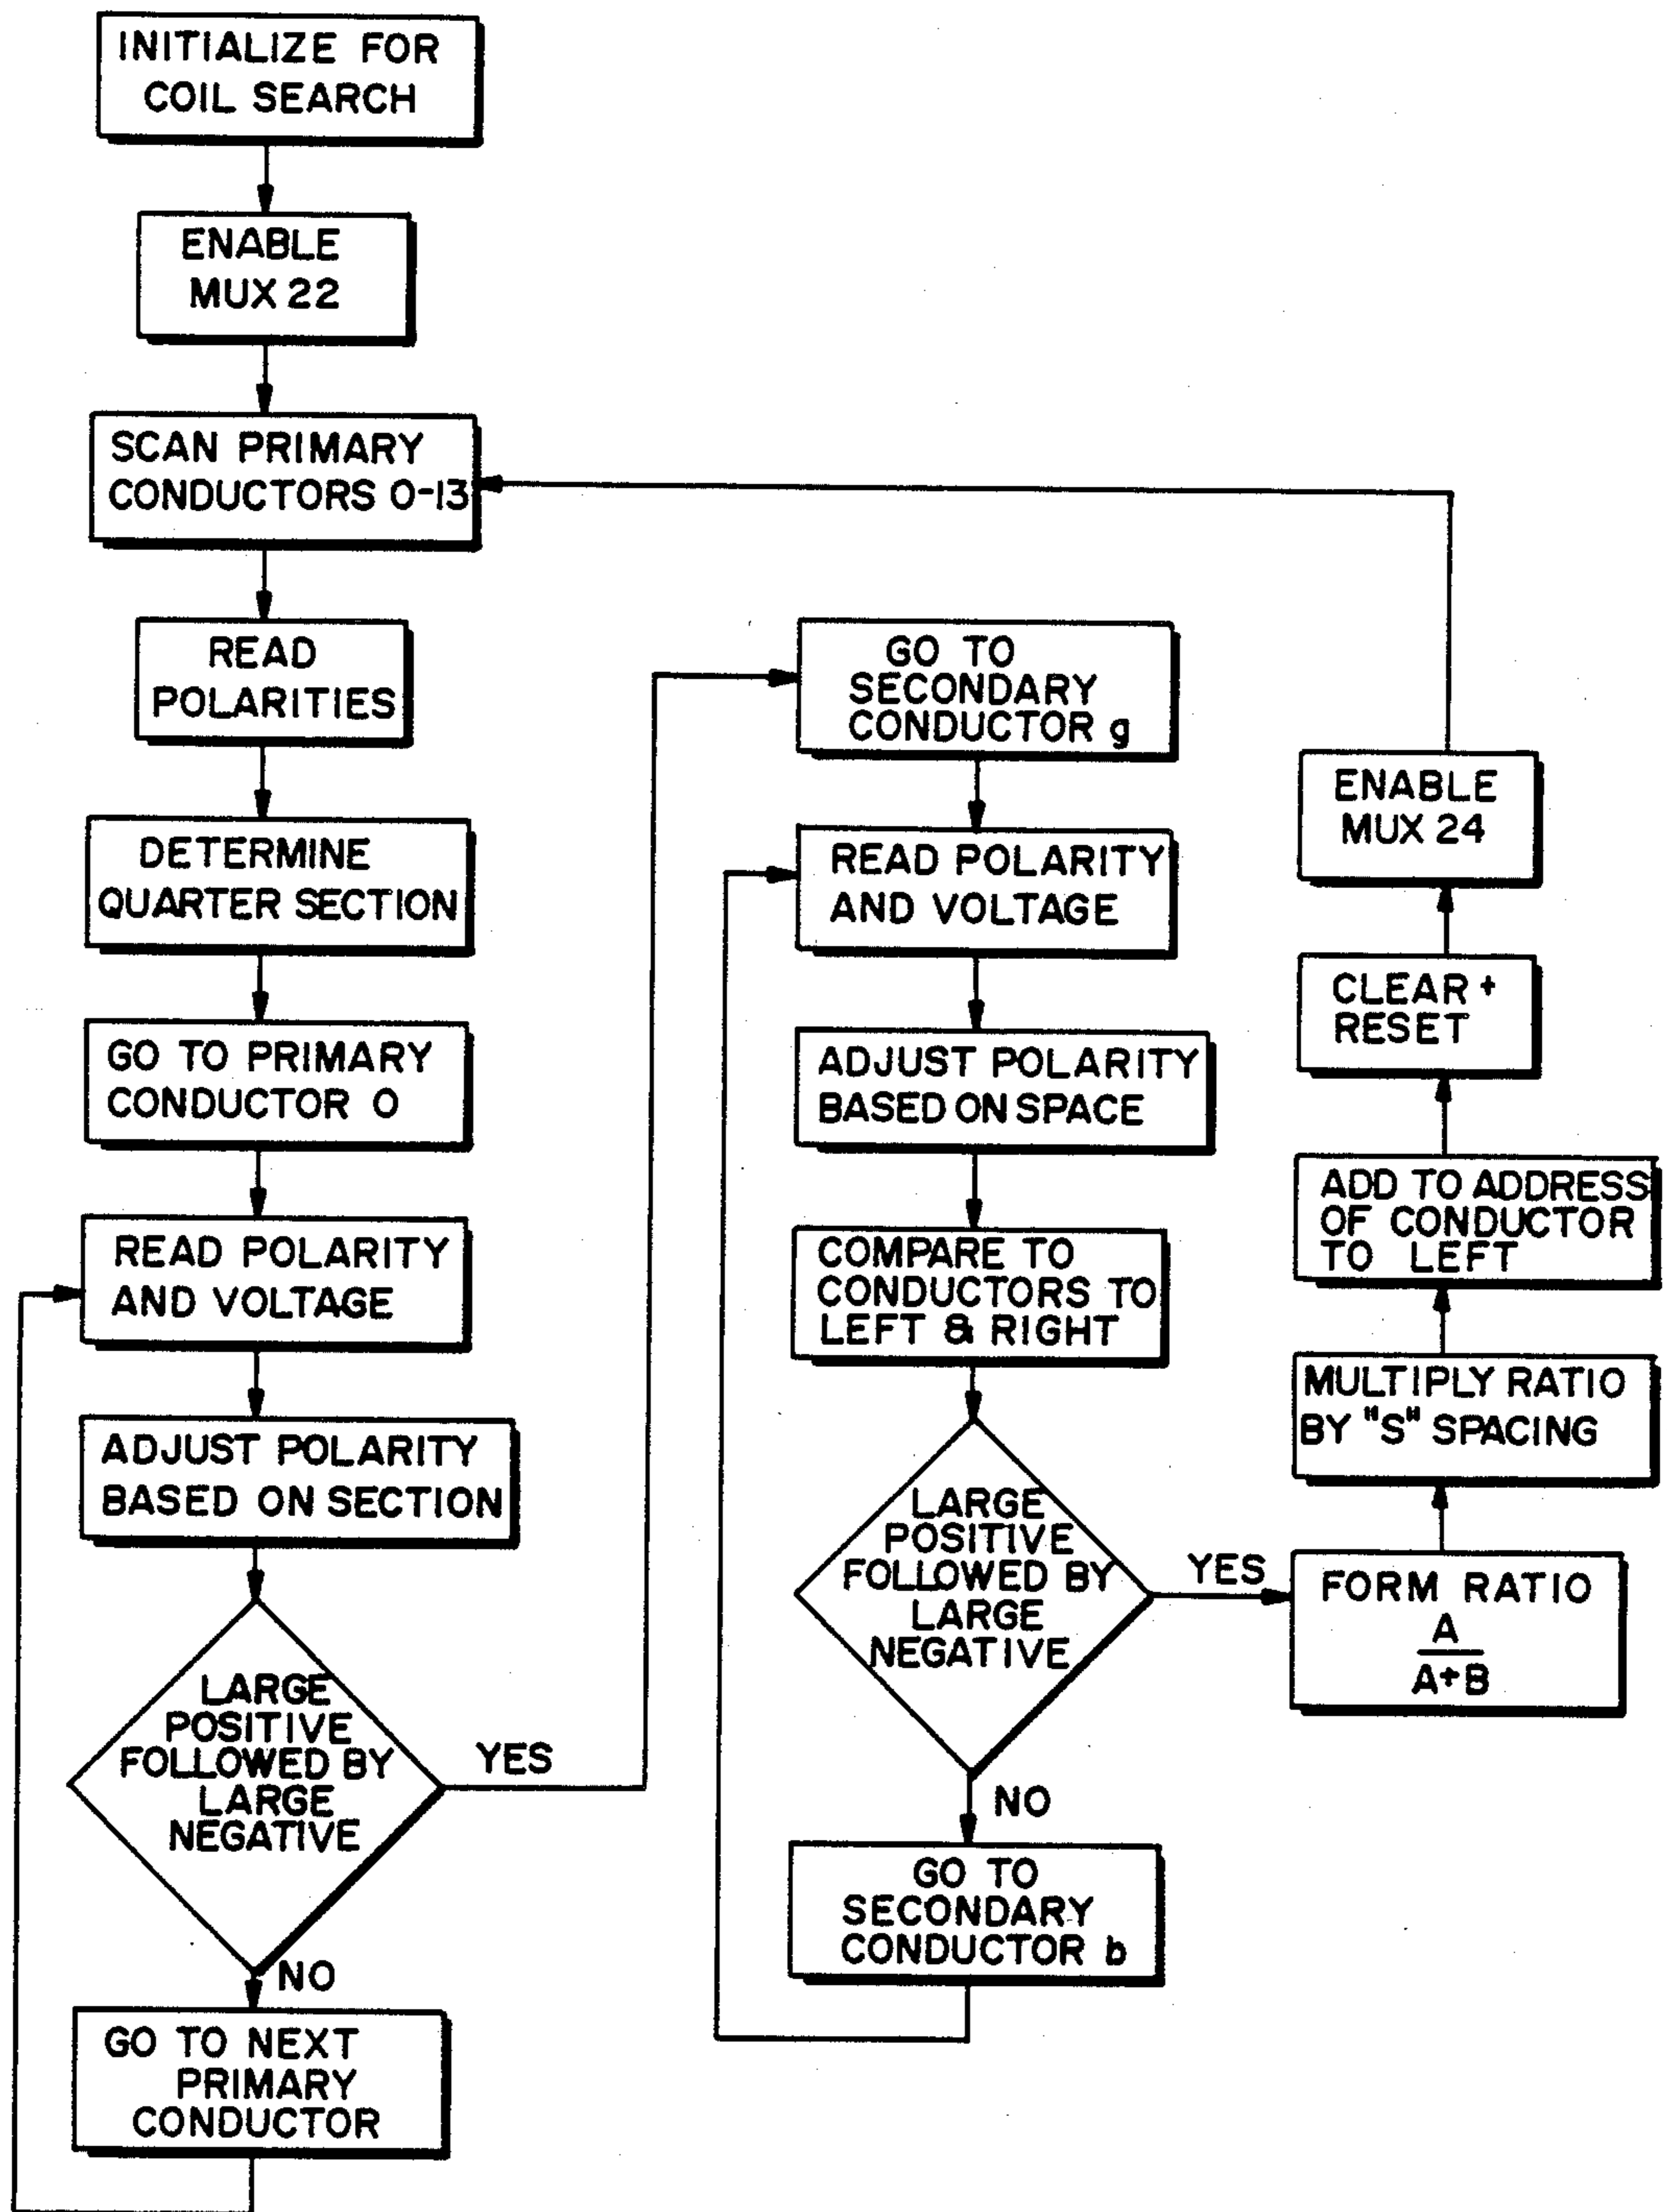 INITIALIZE FOR
COIL SEARCH
ENABLE
MUX 22
SCAN PRIMARY
CONDUCTORS 0-13
READ
POLARITIES
DETERMINE
QUARTER SECTION
GO TO PRIMARY
CONDUCTOR 0
READ POLARITY
AND VOLTAGE
ADJUST POLARITY
BASED ON SECTION
LARGE
POSITIVE
FOLLOWED BY
LARGE
NEGATIVE
YES
NO
GO TO NEXT
PRIMARY
CONDUCTOR
GO TO
SECONDARY
CONDUCTOR g
READ POLARITY
AND VOLTAGE
ADJUST POLARITY
BASED ON SPACE
COMPARE TO
CONDUCTORS TO
LEFT & RIGHT
LARGE
POSITIVE
FOLLOWED BY
LARGE
NEGATIVE
YES
NO
GO TO
SECONDARY
CONDUCTOR b
FORM RATIO
A
A+B
MULTIPLY RATIO
BY "S" SPACING
ADD TO ADDRESS
OF CONDUCTOR
TO LEFT
CLEAR +
RESET
ENABLE
MUX 24